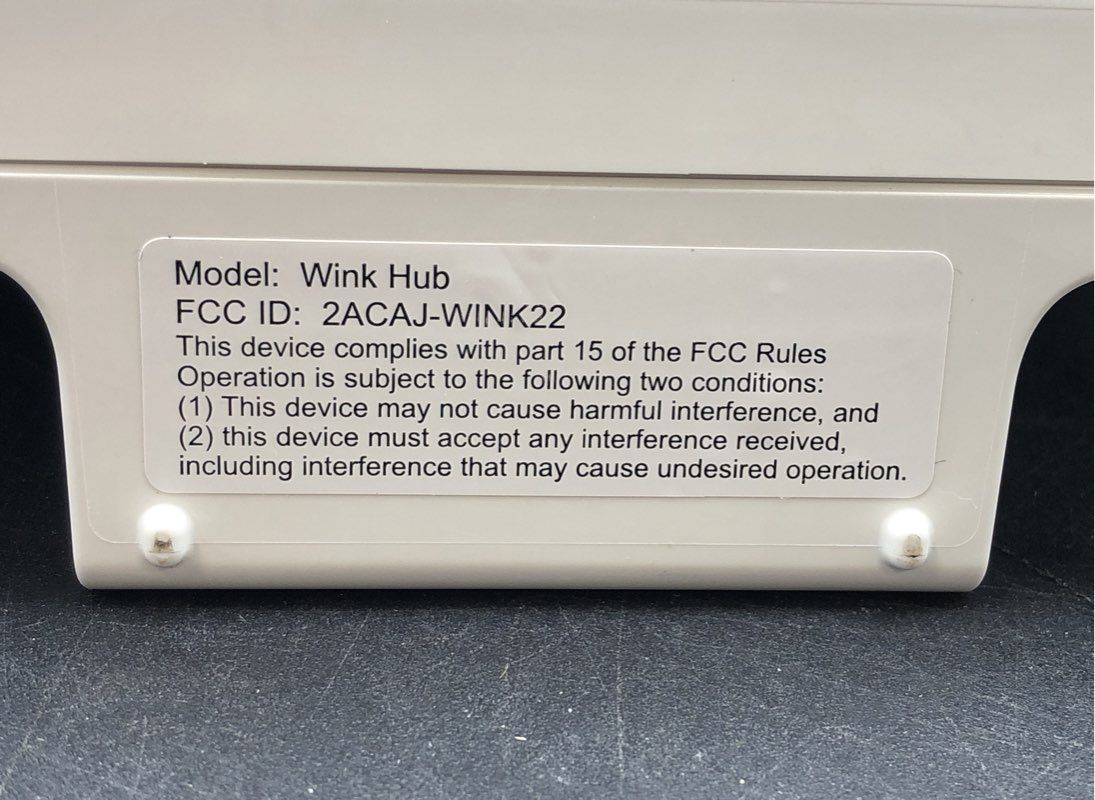 Model: Wink Hub
FCC ID: 2ACAJ-WINK22
This device complies with part 15 of the FCC Rules
Operation is subject to the following two conditions:
(1) This device may not cause harmful interference, and
(2) this device must accept any interference received,
including interference that may cause undesired operation.